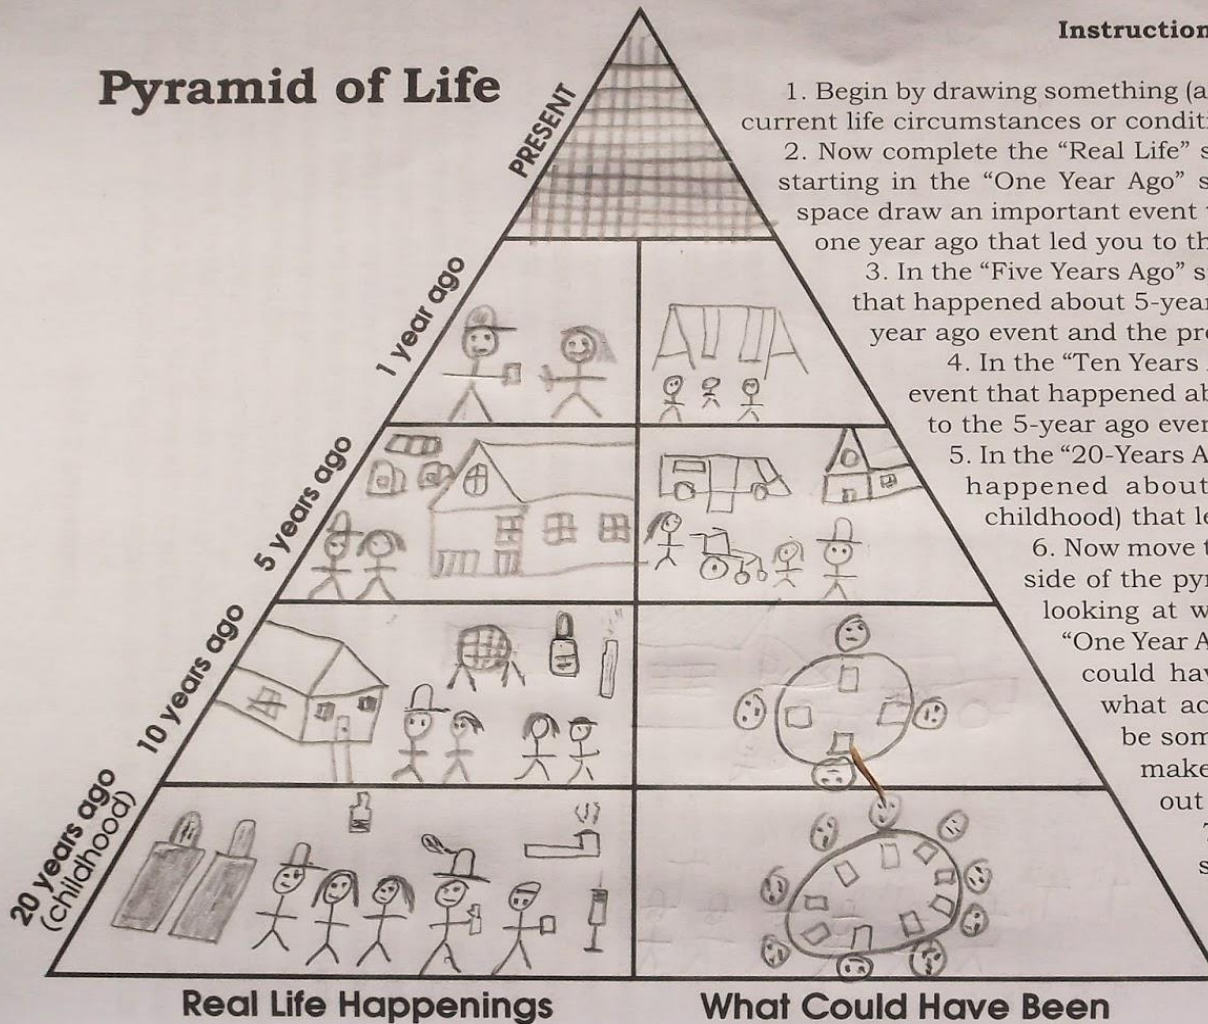 Pyramid of Life
PRESENT
1 year ago
5 years ago
10 years ago
20 years ago
(childhood)
Real Life Happenings
What Could Have Been
Instruction
1. Begin by drawing something (a
current life circumstances or condit
2. Now complete the “Real Life” s
starting in the “One Year Ago” s
space draw an important event
one year ago that led you to th
3. In the “Five Years Ago” s
that happened about 5-year
year ago event and the pre
4. In the “Ten Years
event that happened ab
to the 5-year ago even
5. In the “20-Years A
happened about
childhood) that le
6. Now move t
side of the pyr
looking at w
“One Year A
could hav
what ac
be som
make
out
s